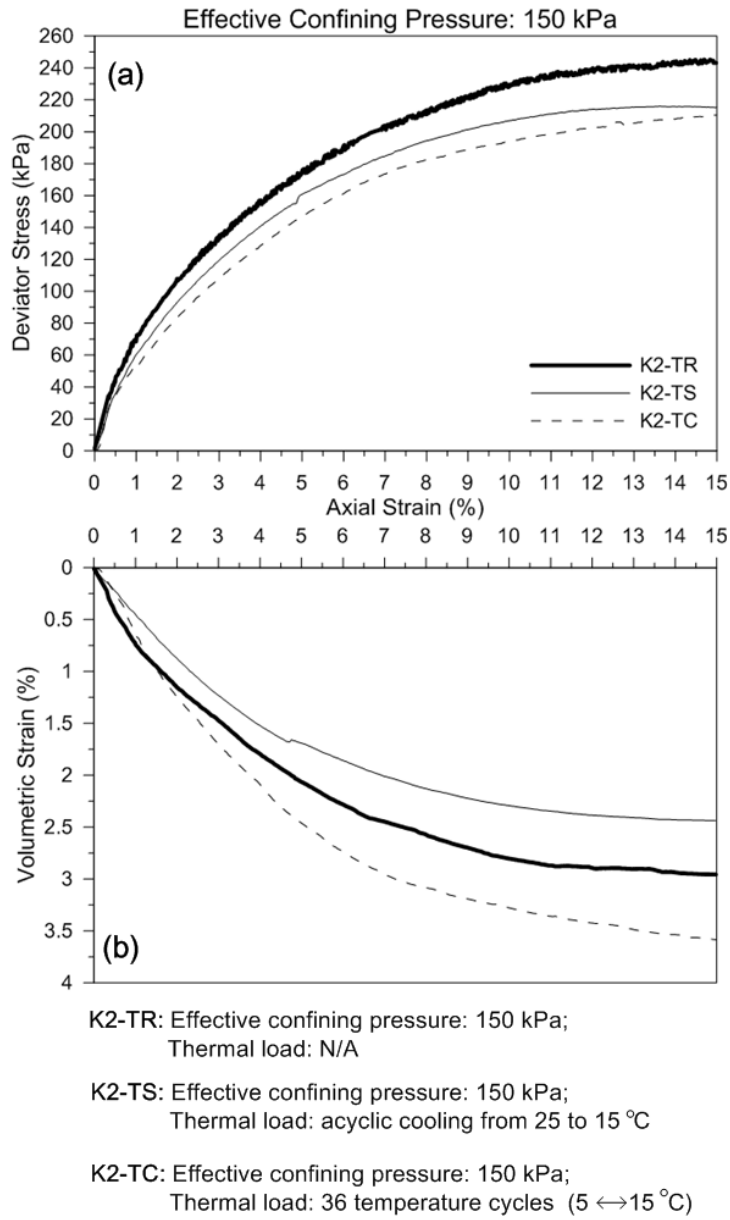 Effective Confining Pressure: 150 kPa
260
240
220
200
180
160
140
120
100
80
60
40
20
0
Deviator Stress (kPa)
(a)
K2-TR
K2-TS
K2-TC
0 1 2 3 4 5 6 7 8 9 10 11 12 13 14 15
Axial Strain (%)
0 1 2 3 4 5 6 7 8 9 10 11 12 13 14 15
0
0.5
1
1.5
2
2.5
3
3.5
4
Volumetric Strain (%)
(b)
K2-TR: Effective confining pressure: 150 kPa;
Thermal load: N/A
K2-TS: Effective confining pressure: 150 kPa;
Thermal load: acyclic cooling from 25 to 15 °C
K2-TC: Effective confining pressure: 150 kPa;
Thermal load: 36 temperature cycles (5 ↔15 °C)